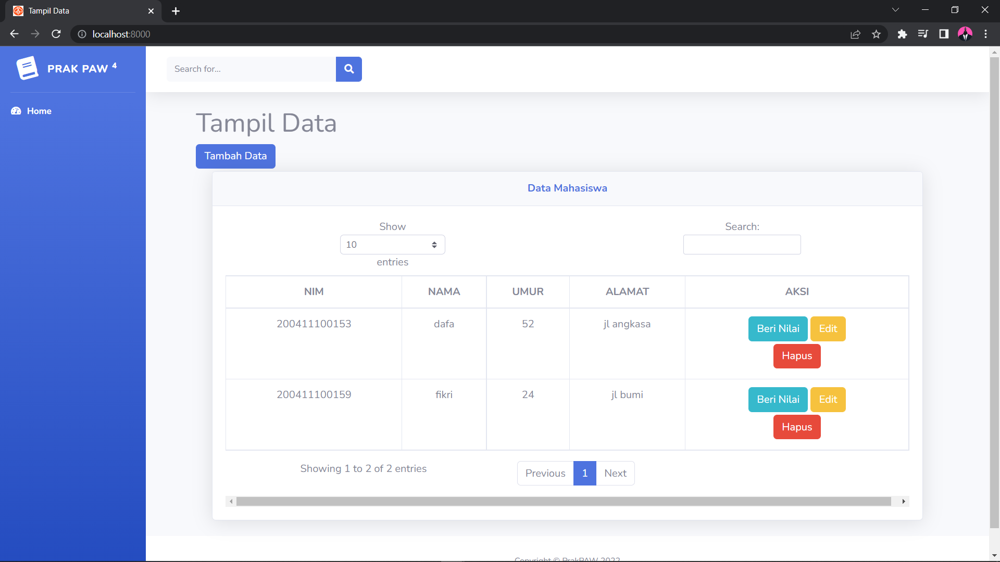 Tampil Data
localhost:8000
PRAK PAW 4
Search for...
Home
Tampil Data
Tambah Data
Data Mahasiswa
Show
Search:
10
entries
NIM NAMA UMUR ALAMAT AKSI
200411100153 dafa 52 jl angkasa Beri Nilai Edit
Hapus
200411100159 fikri 24 jl bumi Beri Nilai Edit
Hapus
Showing 1 to 2 of 2 entries Previous 1 Next
Copyright © PrakPAW 2022